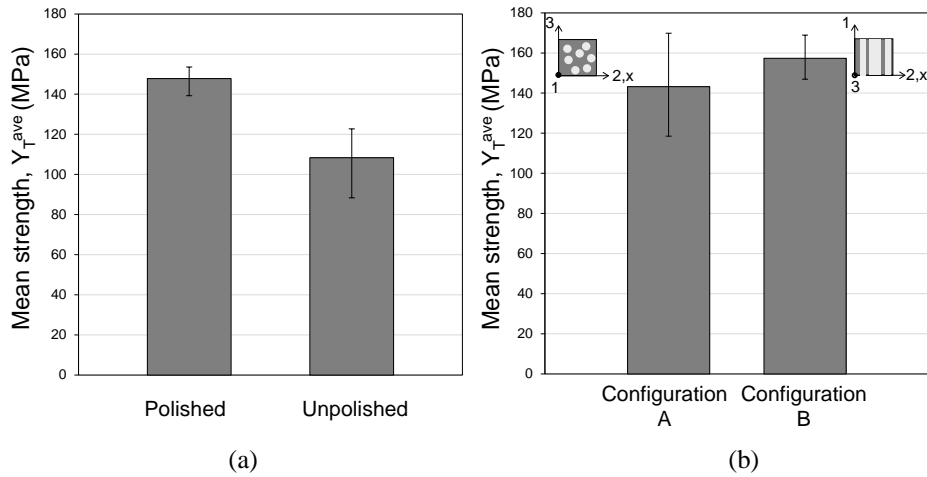 180
160
140
120
100
80
60
40
20
0
Mean strength, Y_T^ave (MPa)
Polished
Unpolished
(a)
180
160
140
120
100
80
60
40
20
0
Mean strength, Y_T^ave (MPa)
3
2,x
1
1
2,x
3
Configuration
A
Configuration
B
(b)